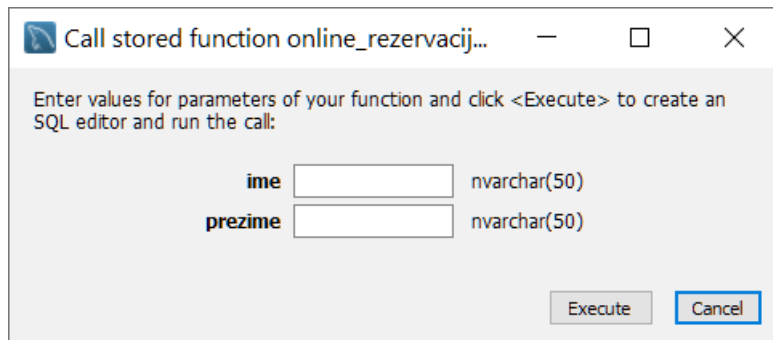 Call stored function online_rezervacij...
Enter values for parameters of your function and click <Execute> to create an
SQL editor and run the call:
ime nvarchar(50)
prezime nvarchar(50)
Execute Cancel